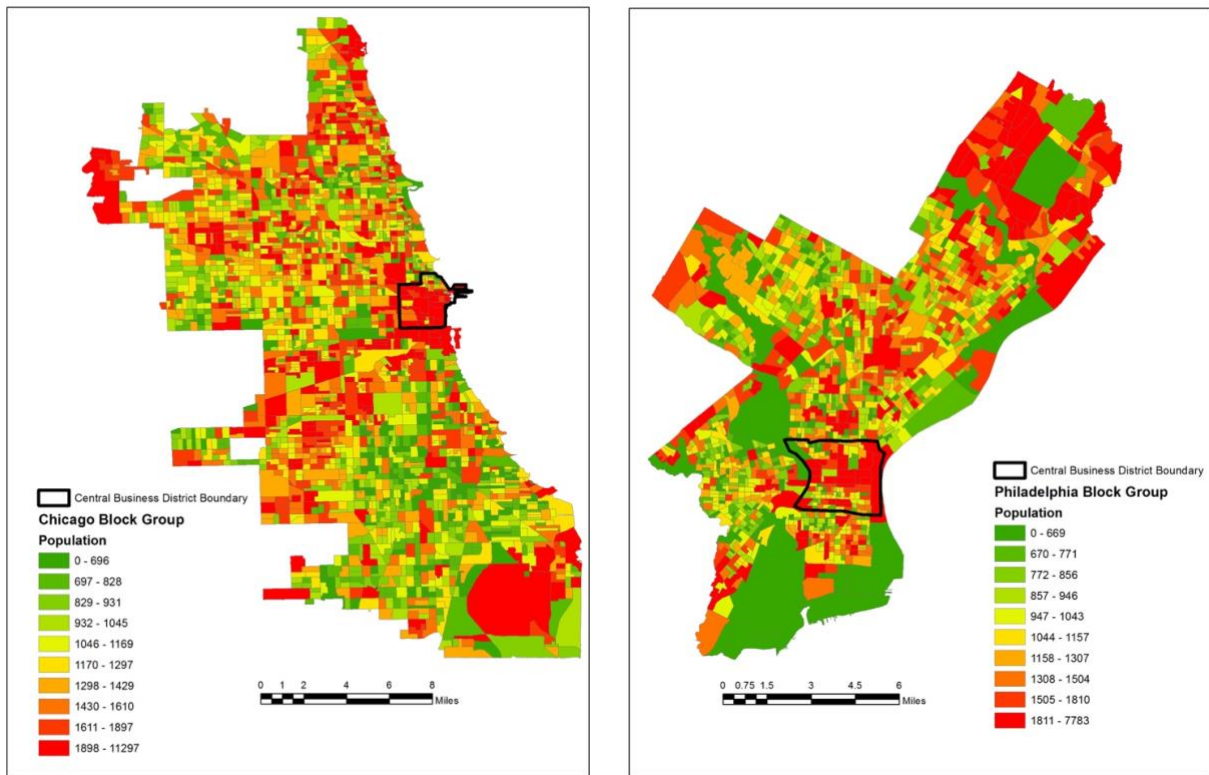 Central Business District Boundary
Chicago Block Group
Population
0 - 696
697 - 828
829 - 931
932 - 1045
1046 - 1169
1170 - 1297
1298 - 1429
1430 - 1610
1611 - 1897
1898 - 11297
0 1 2 4 6 8
Miles
Central Business District Boundary
Philadelphia Block Group
Population
0 - 669
670 - 771
772 - 856
857 - 946
947 - 1043
1044 - 1157
1158 - 1307
1308 - 1504
1505 - 1810
1811 - 7783
0 0.75 1.5 3 4.5 6
Miles